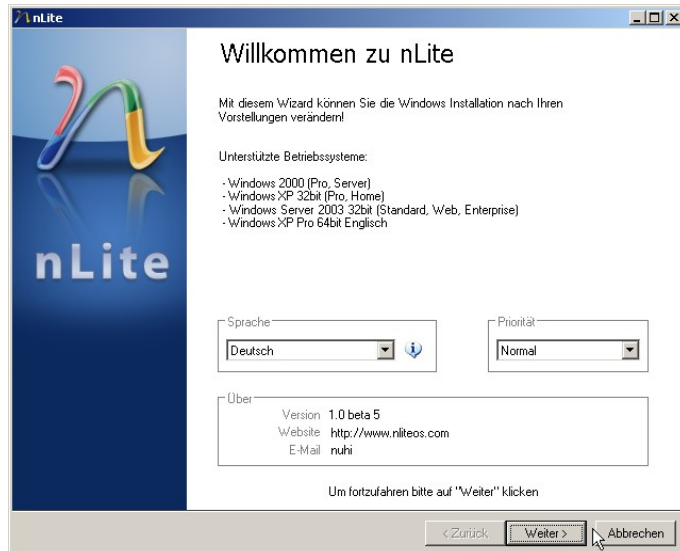 nLite
Willkommen zu nLite
Mit diesem Wizard können Sie die Windows Installation nach Ihren
Vorstellungen verändern!
Unterstützte Betriebssysteme:
- Windows 2000 (Pro, Server)
- Windows XP 32bit (Pro, Home)
- Windows Server 2003 32bit (Standard, Web, Enterprise)
- Windows XP Pro 64bit Englisch
nLite
Sprache
Deutsch
Priorität
Normal
Über
Version 1.0 beta 5
Website http://www.nliteos.com
E-Mail nuhi
Um fortzufahren bitte auf "Weiter" klicken
< Zurück
Weiter >
Abbrechen